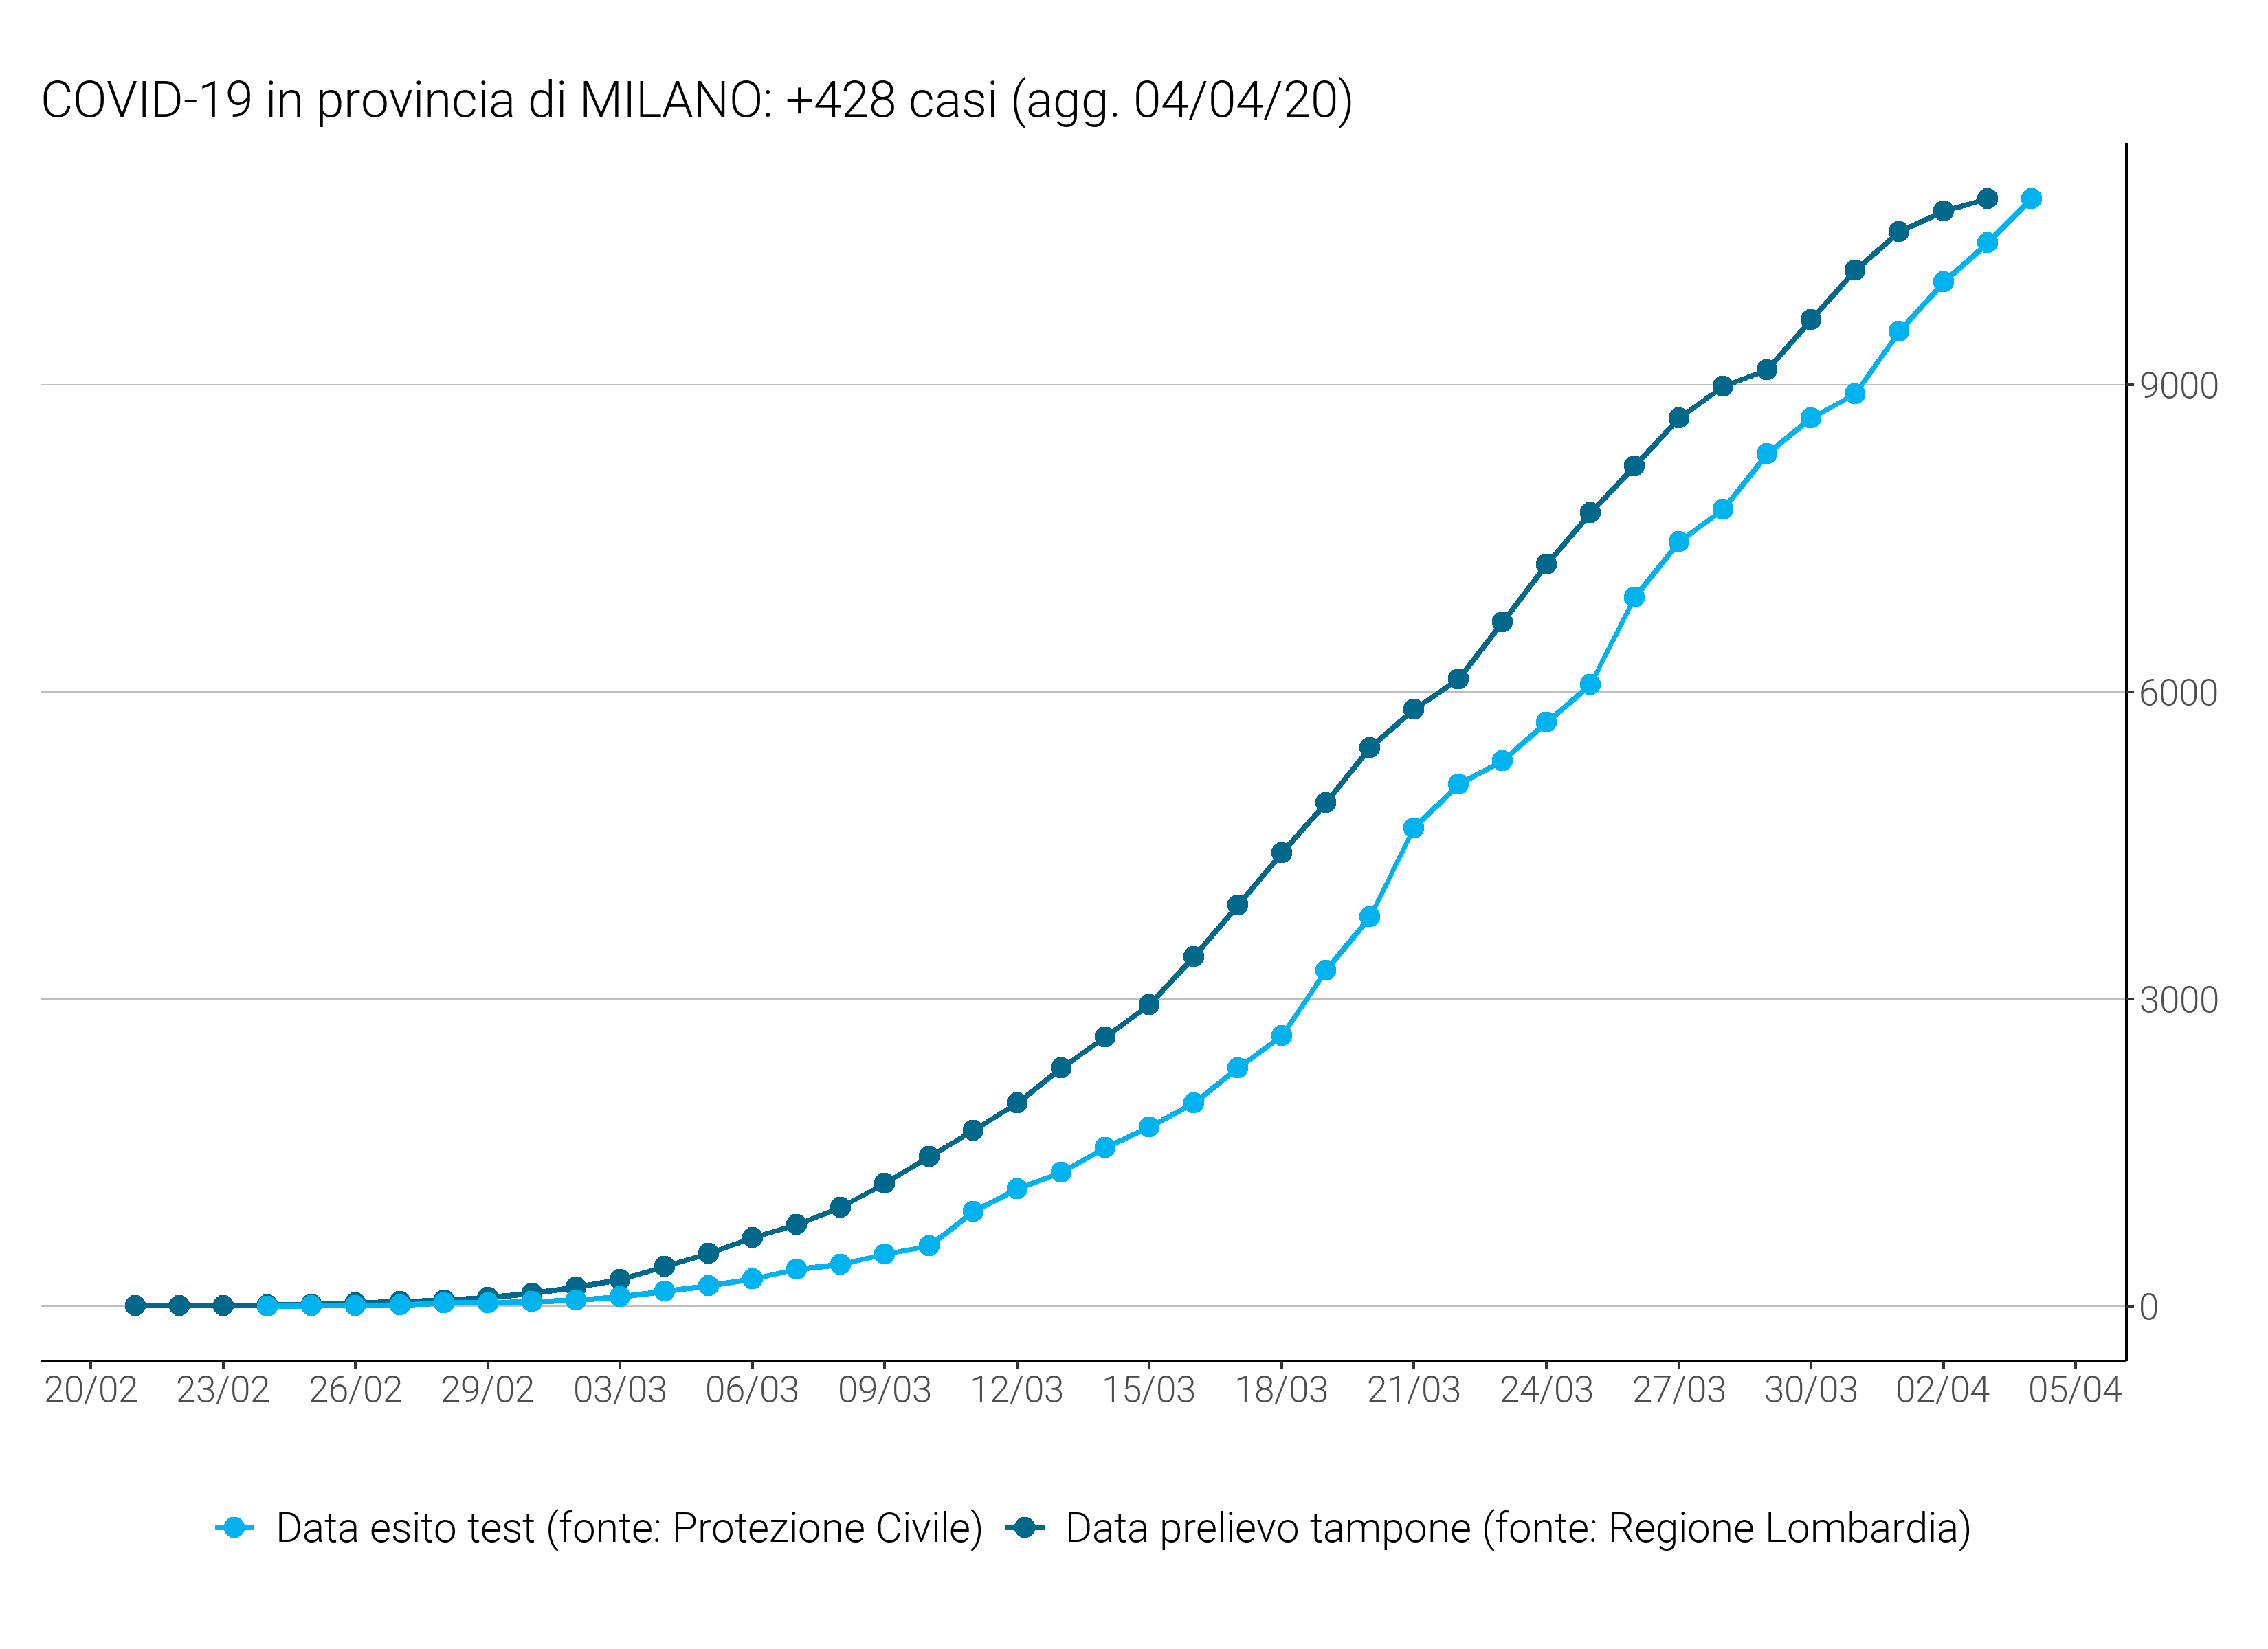 COVID-19 in provincia di MILANO: +428 casi (agg. 04/04/20)
9000
6000
3000
0
20/02 23/02 26/02 29/02 03/03 06/03 09/03 12/03 15/03 18/03 21/03 24/03 27/03 30/03 02/04 05/04
Data esito test (fonte: Protezione Civile) Data prelievo tampone (fonte: Regione Lombardia)